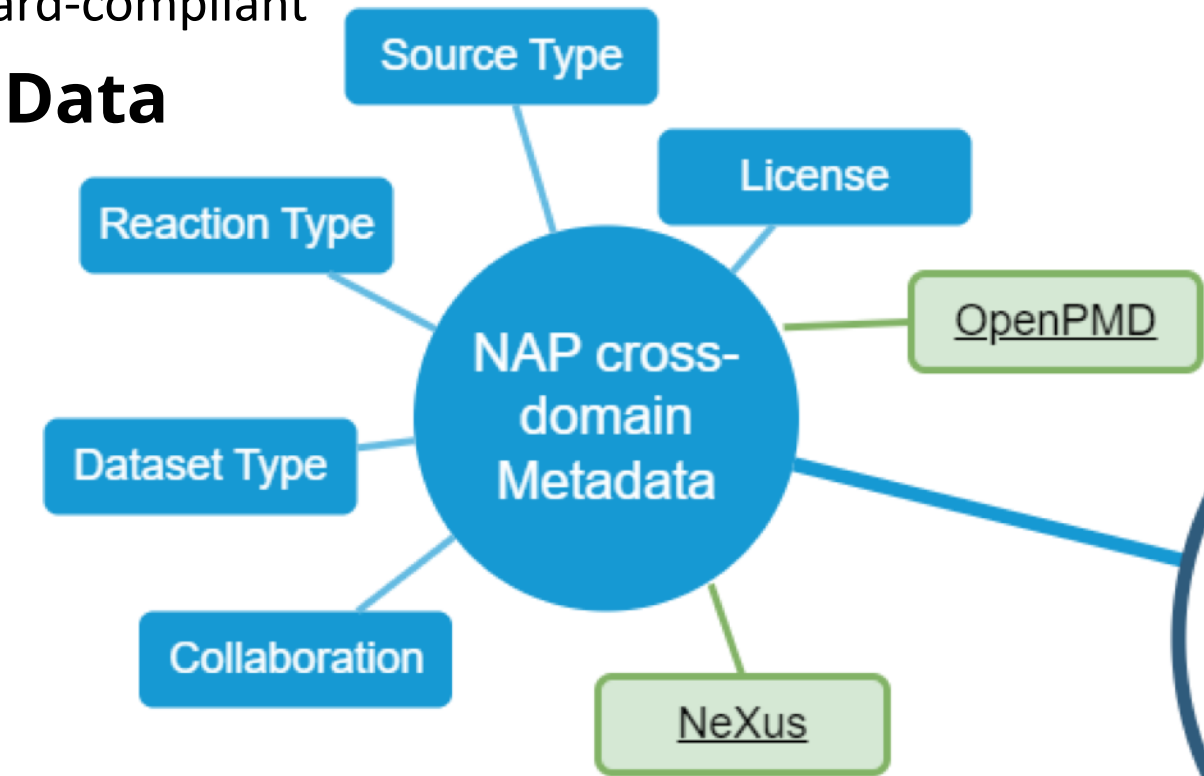 ard-compliant
Data
Source Type
License
Reaction Type
OpenPMD
NAP cross-
domain
Metadata
Dataset Type
Collaboration
NeXus